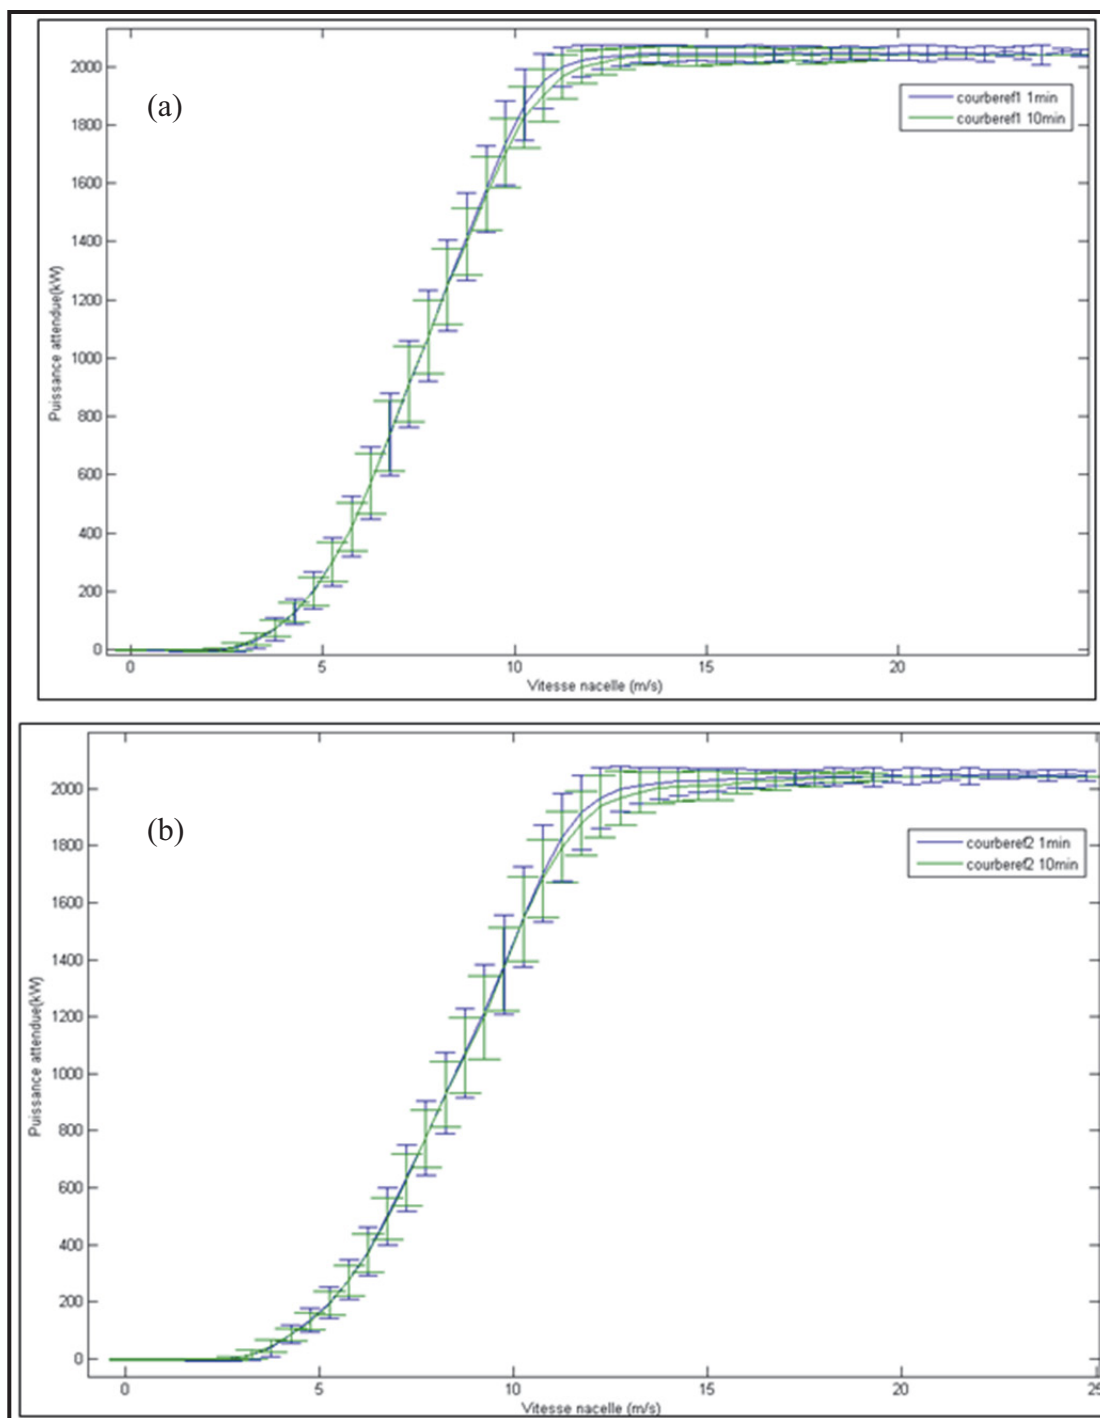 (a)
courberef1 1min
courberef1 10min
Puissance attendue(kW)
2000
1800
1600
1400
1200
1000
800
600
400
200
0
0 5 10 15 20
Vitesse nacelle (m/s)
(b)
courberef2 1min
courberef2 10min
Puissance attendue(kW)
2000
1800
1600
1400
1200
1000
800
600
400
200
0
0 5 10 15 20 25
Vitesse nacelle (m/s)